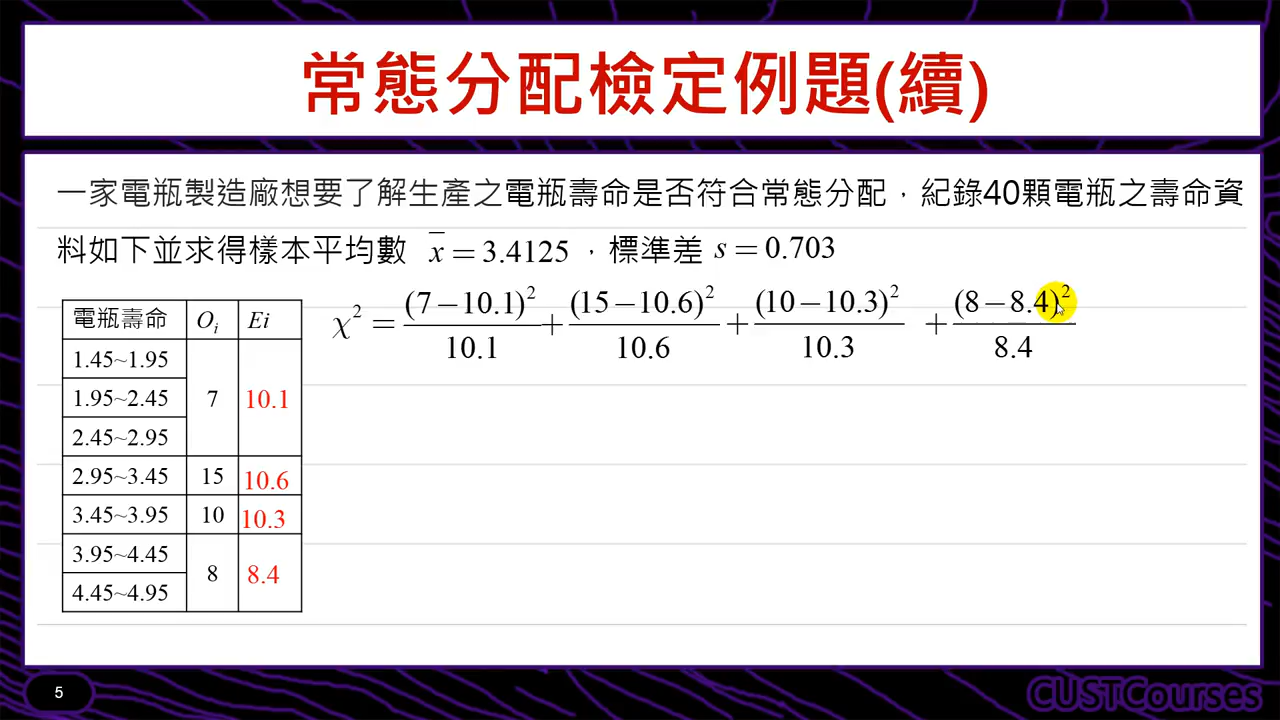 常態分配檢定例題(續)
一家電瓶製造廠想要了解生產之電瓶壽命是否符合常態分配，紀錄40顆電瓶之壽命資
料如下並求得樣本平均數 x̄ = 3.4125，標準差 s = 0.703
電瓶壽命 Oᵢ Ei
1.45~1.95
1.95~2.45 7 10.1
2.45~2.95
2.95~3.45 15 10.6
3.45~3.95 10 10.3
3.95~4.45
8 8.4
4.45~4.95
χ² = (7−10.1)²/10.1 + (15−10.6)²/10.6 + (10−10.3)²/10.3 + (8−8.4)²/8.4
5
CUSTCourses